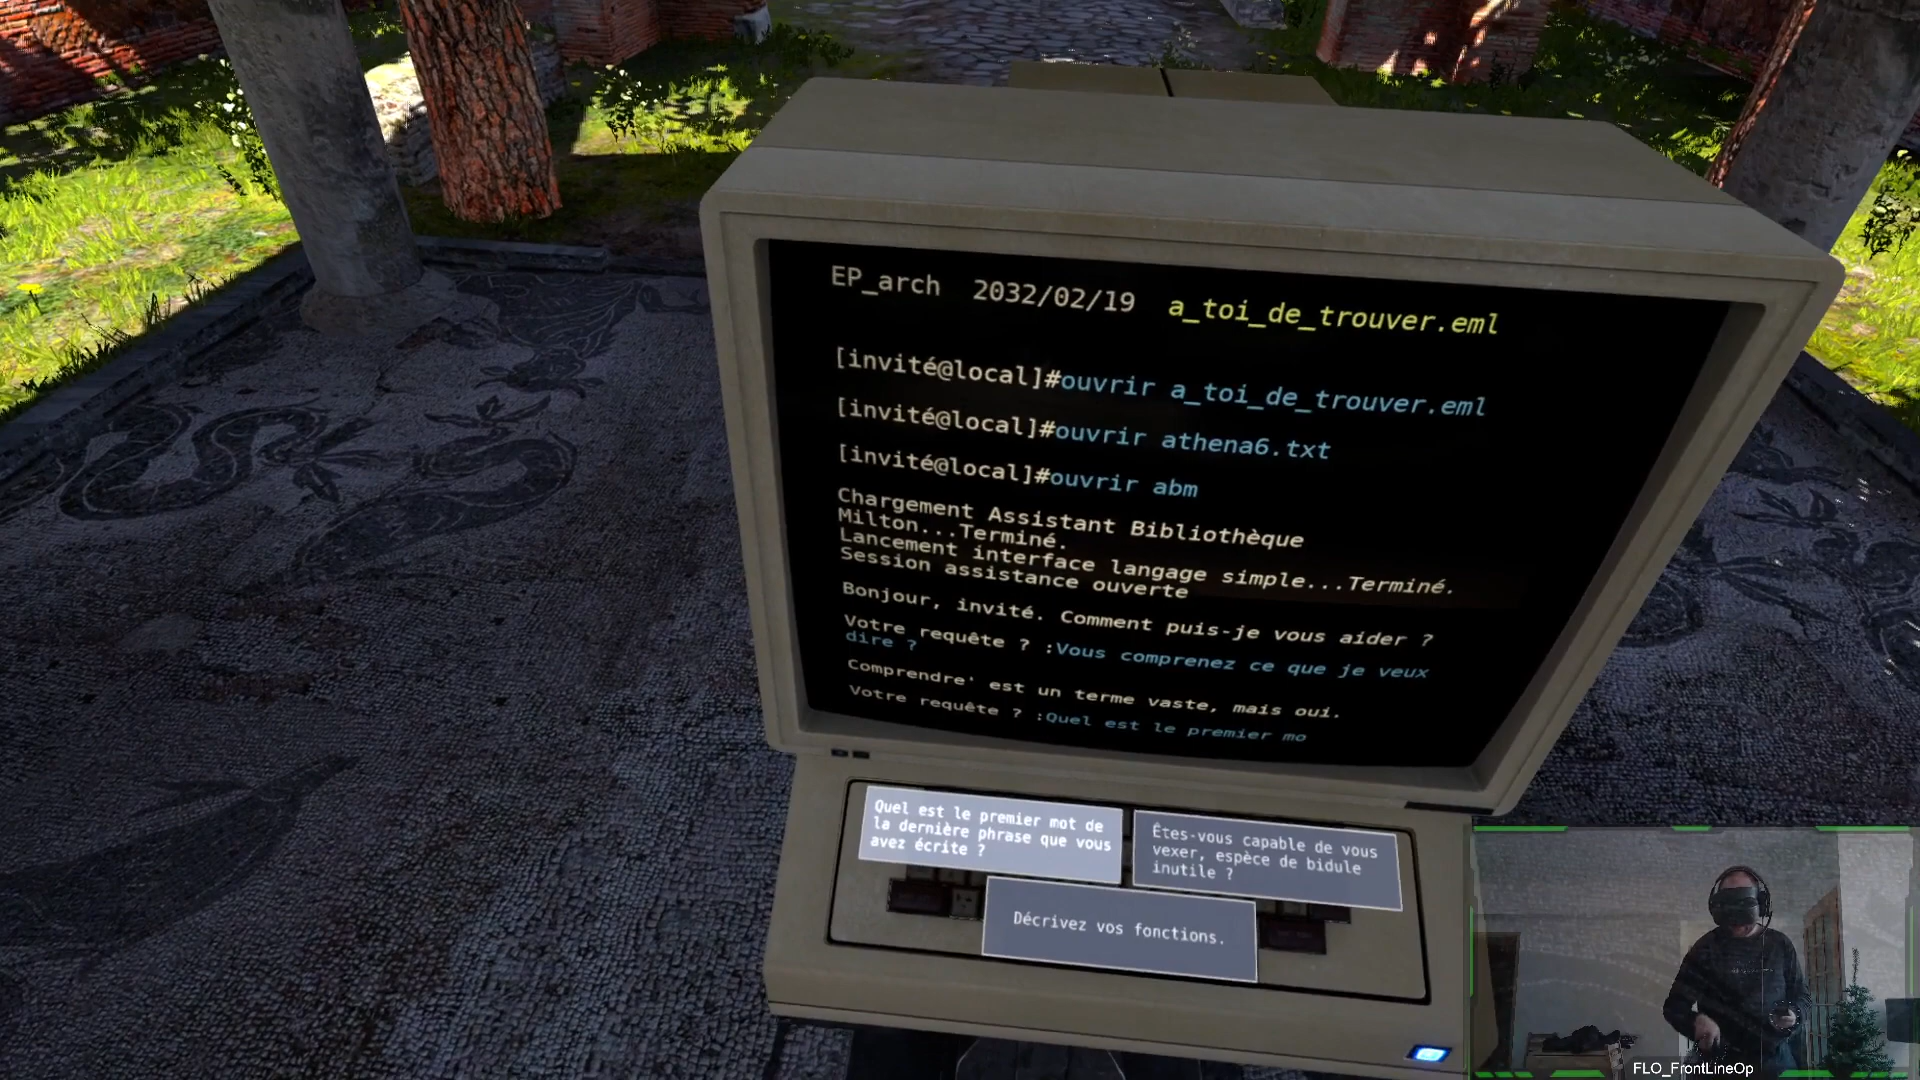 EP_arch 2032/02/19 a_toi_de_trouver.eml
[invité@local]#ouvrir a_toi_de_trouver.eml
[invité@local]#ouvrir athena6.txt
[invité@local]#ouvrir abm
Chargement Assistant Bibliothèque
Milton...Terminé.
Lancement interface langage simple...Terminé.
Session assistance ouverte
Bonjour, invité. Comment puis-je vous aider ?
Votre requête ? :Vous comprenez ce que je veux
dire ?
Comprendre' est un terme vaste, mais oui.
Votre requête ? :Quel est le premier mo
Quel est le premier mot de
la dernière phrase que vous
avez écrite ?
Êtes-vous capable de vous
vexer, espèce de bidule
inutile ?
Décrivez vos fonctions.
FLO_FrontLineOp